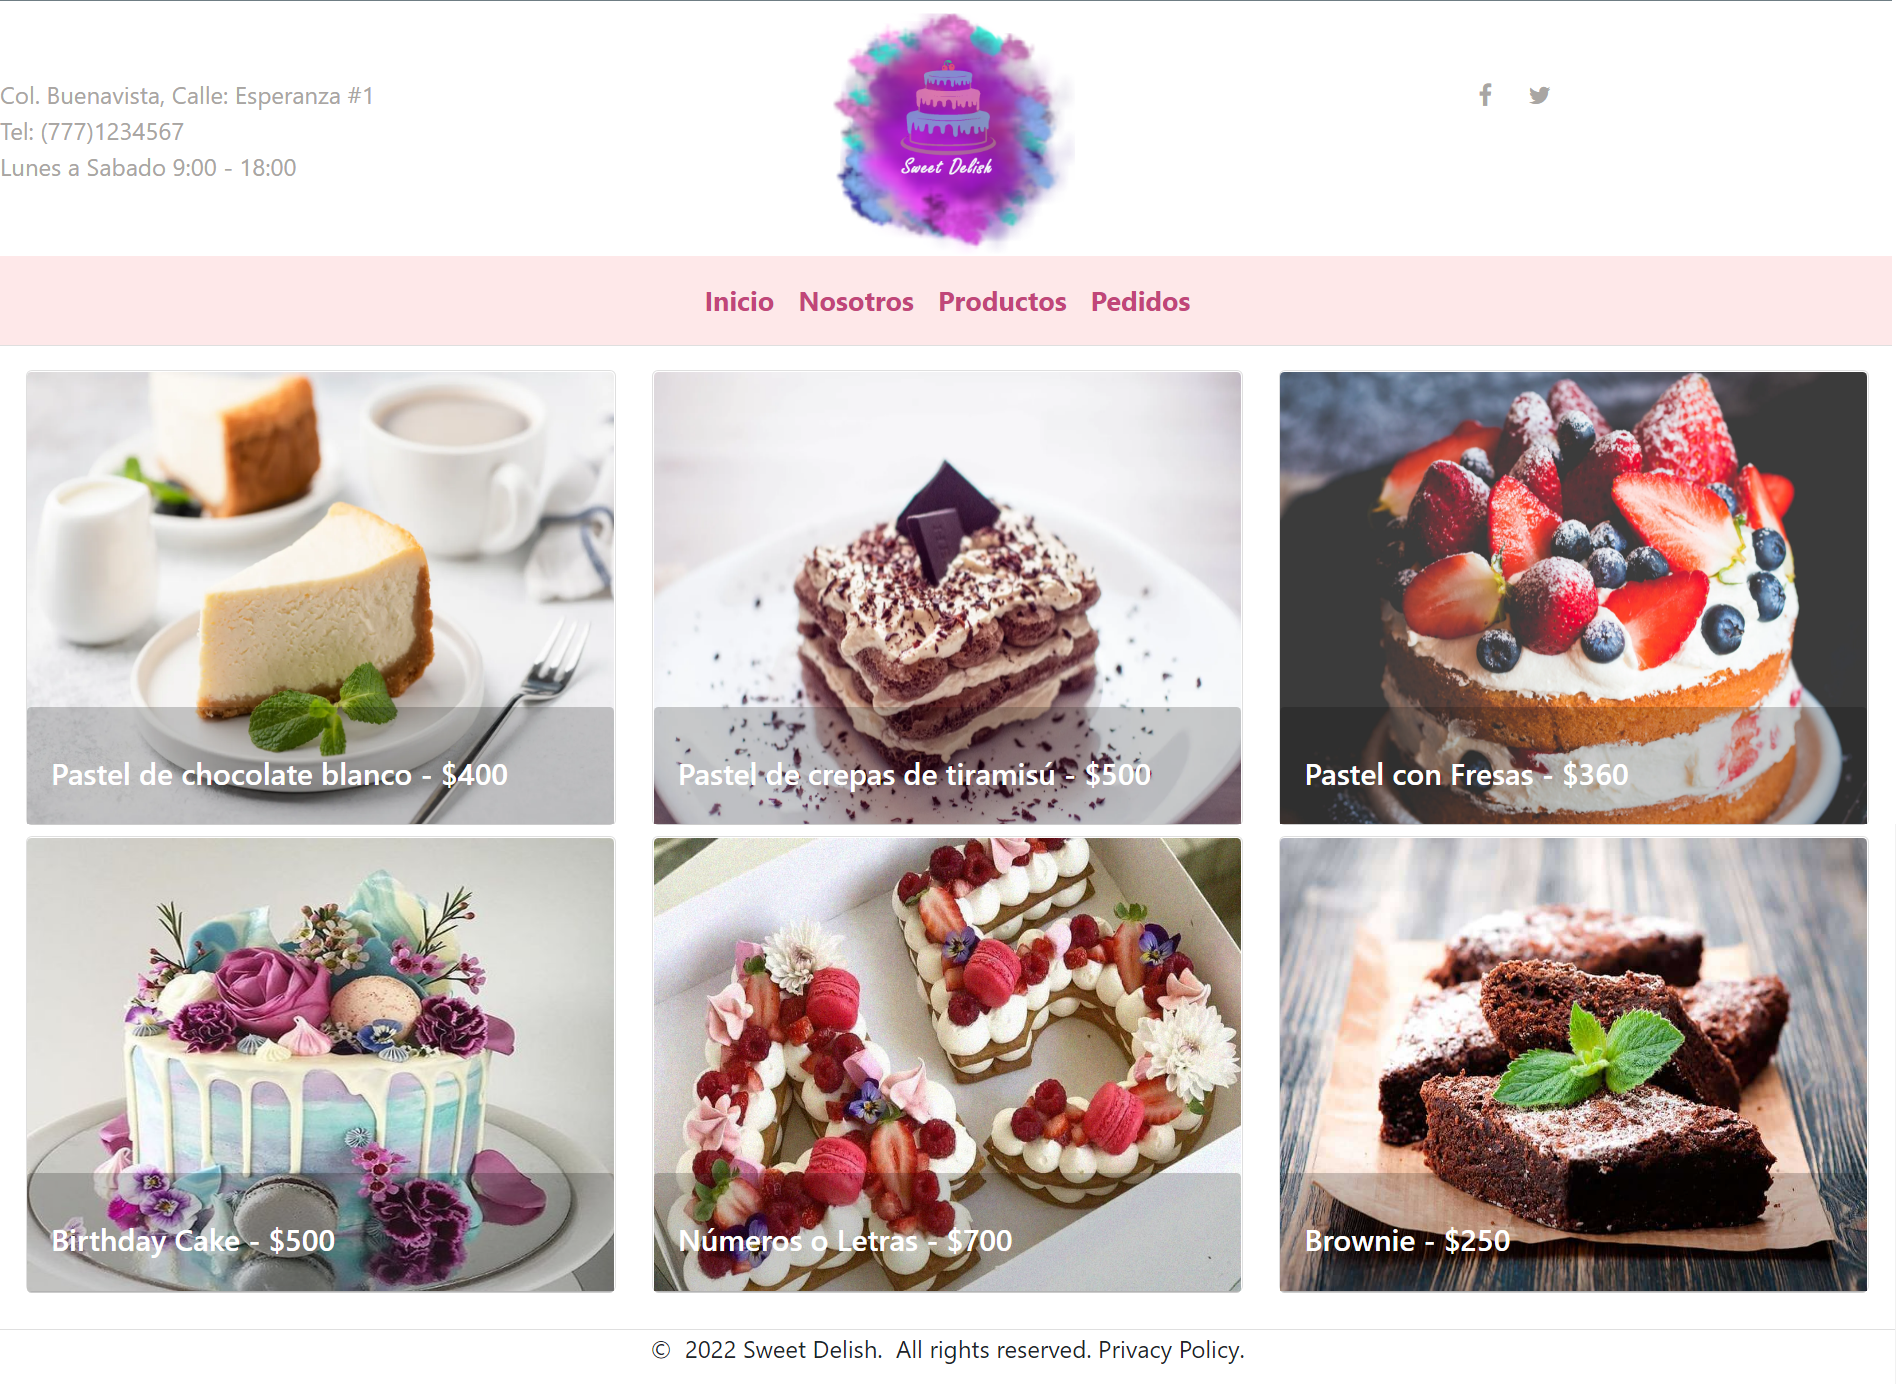 Col. Buenavista, Calle: Esperanza #1
Tel: (777)1234567
Lunes a Sabado 9:00 - 18:00
Sweet Delish
Inicio Nosotros Productos Pedidos
Pastel de chocolate blanco - $400
Pastel de crepas de tiramisú - $500
Pastel con Fresas - $360
Birthday Cake - $500
Números o Letras - $700
Brownie - $250
© 2022 Sweet Delish. All rights reserved. Privacy Policy.